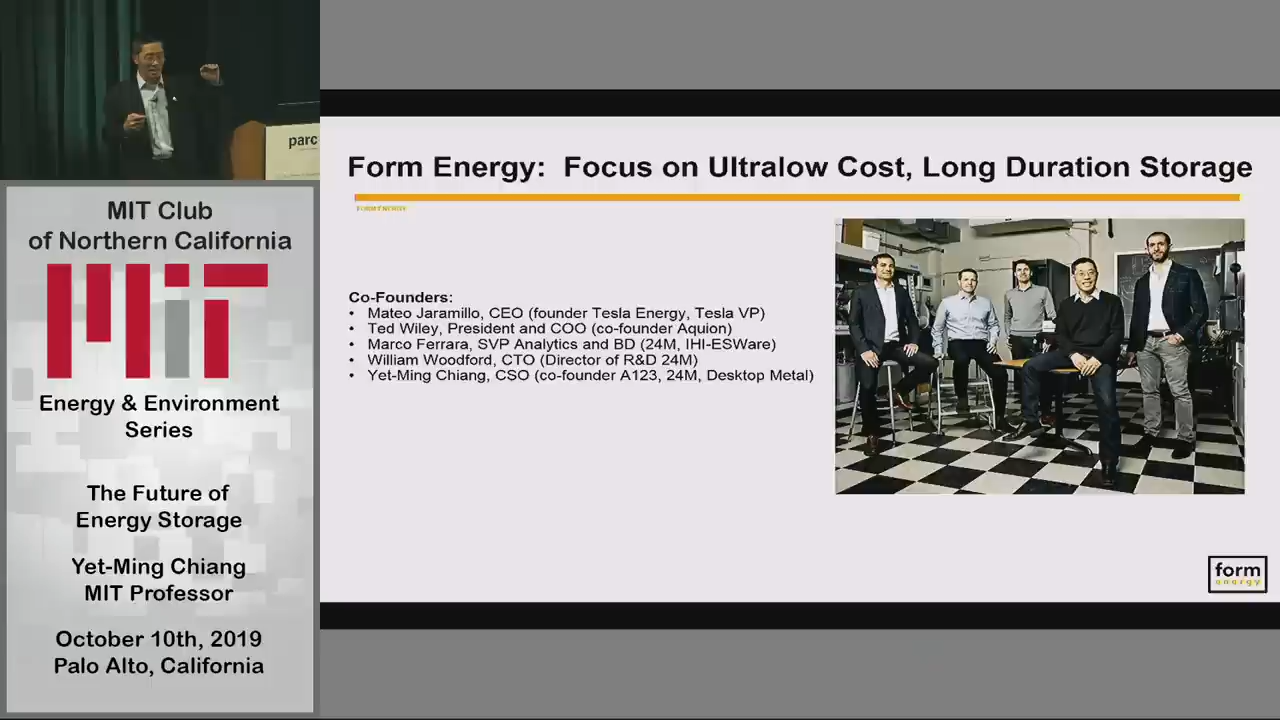 parc
MIT Club
of Northern California
MIT
Energy & Environment
Series
The Future of
Energy Storage
Yet-Ming Chiang
MIT Professor
October 10th, 2019
Palo Alto, California
Form Energy: Focus on Ultralow Cost, Long Duration Storage
FORM ENERGY
Co-Founders:
• Mateo Jaramillo, CEO (founder Tesla Energy, Tesla VP)
• Ted Wiley, President and COO (co-founder Aquion)
• Marco Ferrara, SVP Analytics and BD (24M, IHI-ESWare)
• William Woodford, CTO (Director of R&D 24M)
• Yet-Ming Chiang, CSO (co-founder A123, 24M, Desktop Metal)
form
energy